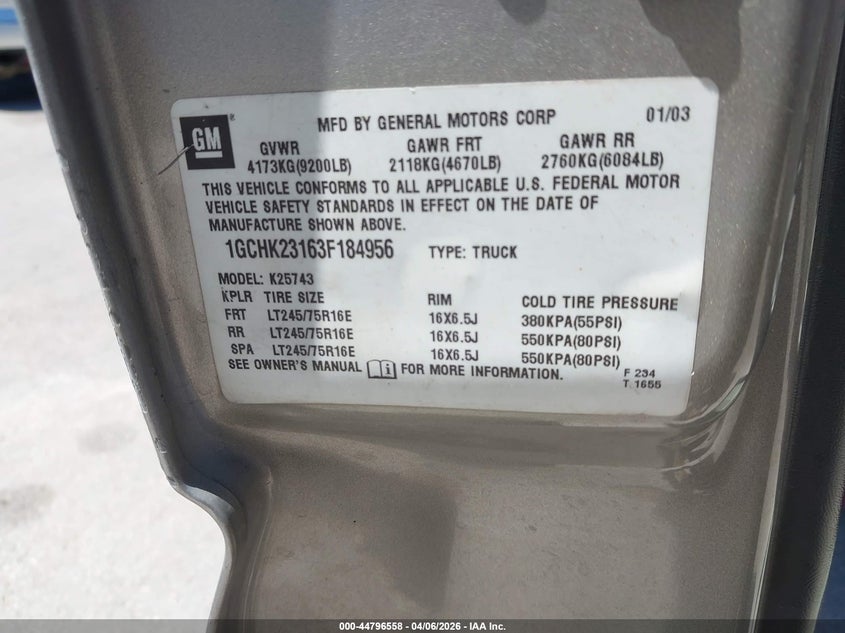 GM®
MFD BY GENERAL MOTORS CORP 01/03
GVWR GAWR FRT GAWR RR
4173KG(9200LB) 2118KG(4670LB) 2760KG(6084LB)
THIS VEHICLE CONFORMS TO ALL APPLICABLE U.S. FEDERAL MOTOR
VEHICLE SAFETY STANDARDS IN EFFECT ON THE DATE OF
MANUFACTURE SHOWN ABOVE.
1GCHK23163F184956 TYPE: TRUCK
MODEL: K25743
KPLR TIRE SIZE RIM COLD TIRE PRESSURE
FRT LT245/75R16E 16X6.5J 380KPA(55PSI)
RR LT245/75R16E 16X6.5J 550KPA(80PSI)
SPA LT245/75R16E 16X6.5J 550KPA(80PSI)
SEE OWNER'S MANUAL FOR MORE INFORMATION.
F 234
T 1655
000-44796558 - 04/06/2026 - IAA Inc.